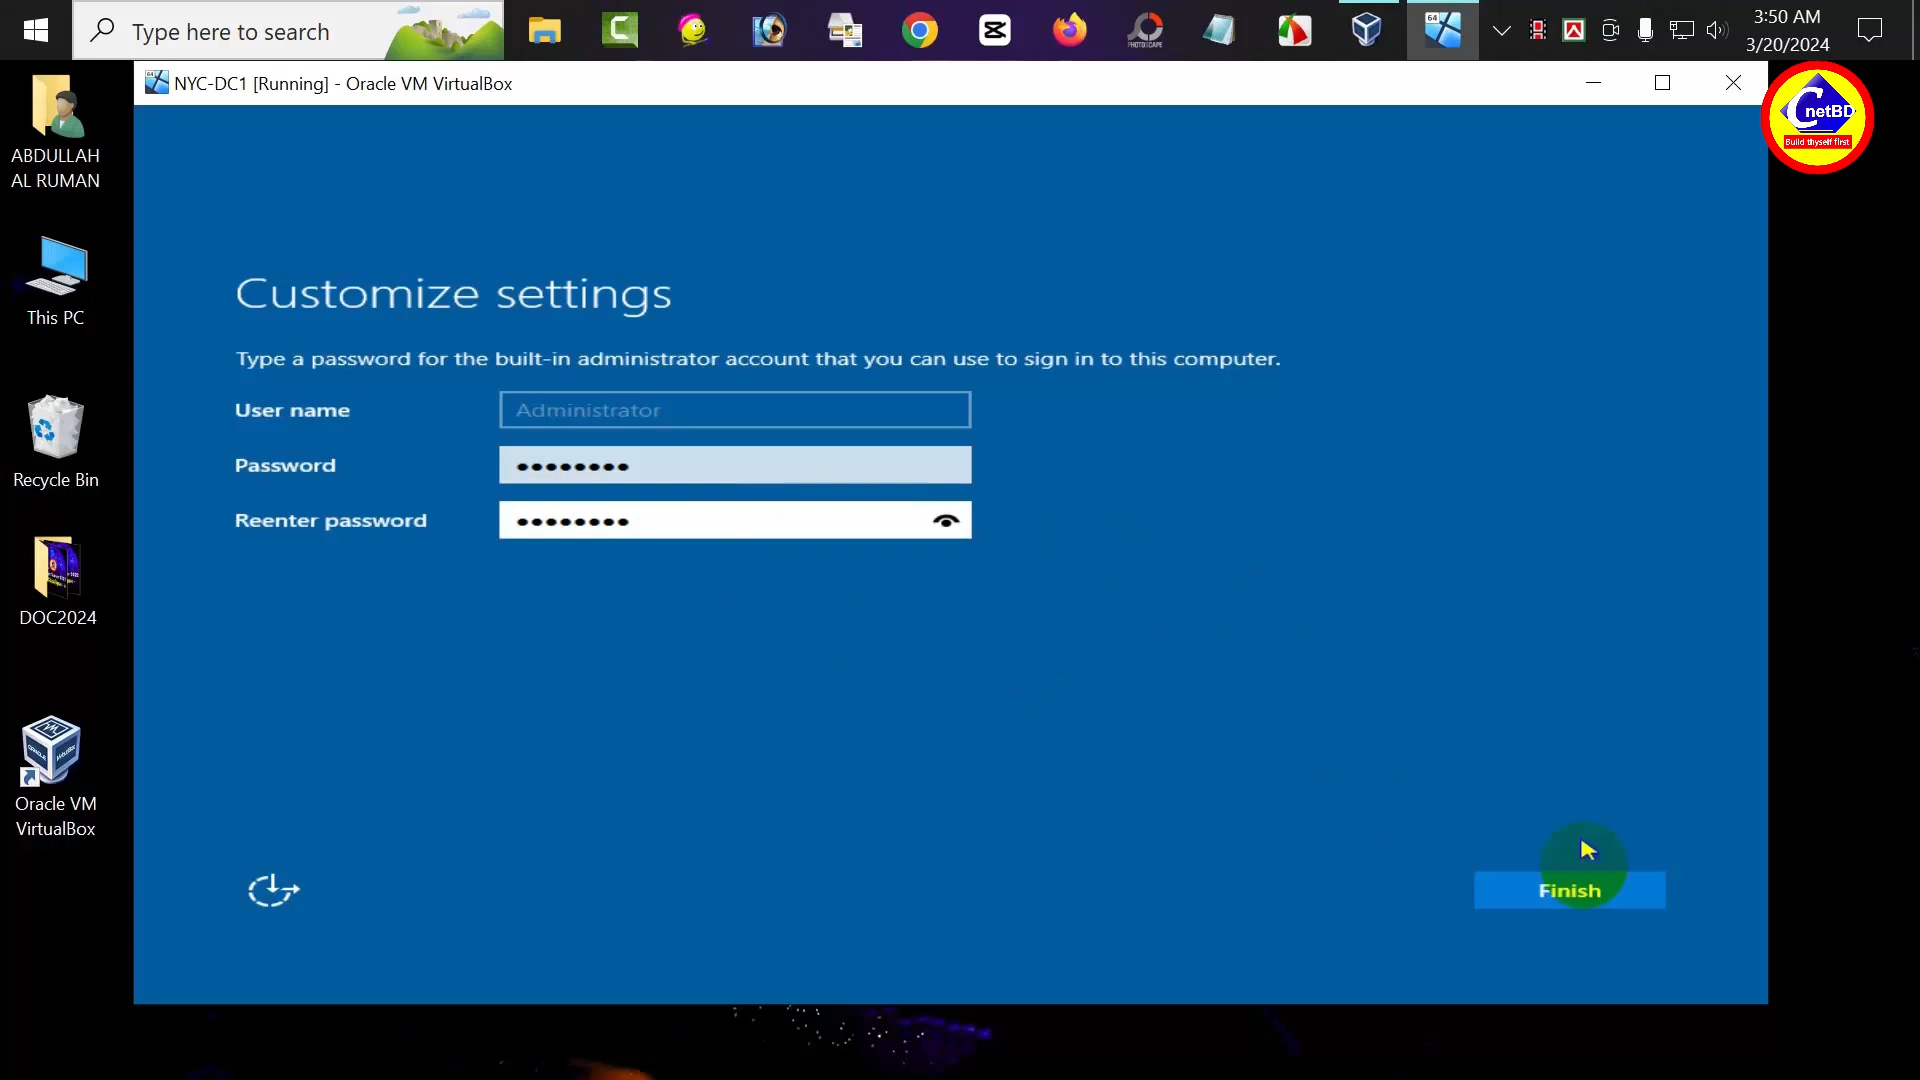 Type here to search
64
PHOTOSCAPE
3:50 AM
3/20/2024
NYC-DC1 [Running] - Oracle VM VirtualBox
C netBD
Build thyself first
ABDULLAH
AL RUMAN
This PC
Recycle Bin
DOC2024
Oracle VM
VirtualBox
Customize settings
Type a password for the built-in administrator account that you can use to sign in to this computer.
User name
Administrator
Password
••••••••
Reenter password
••••••••
Finish